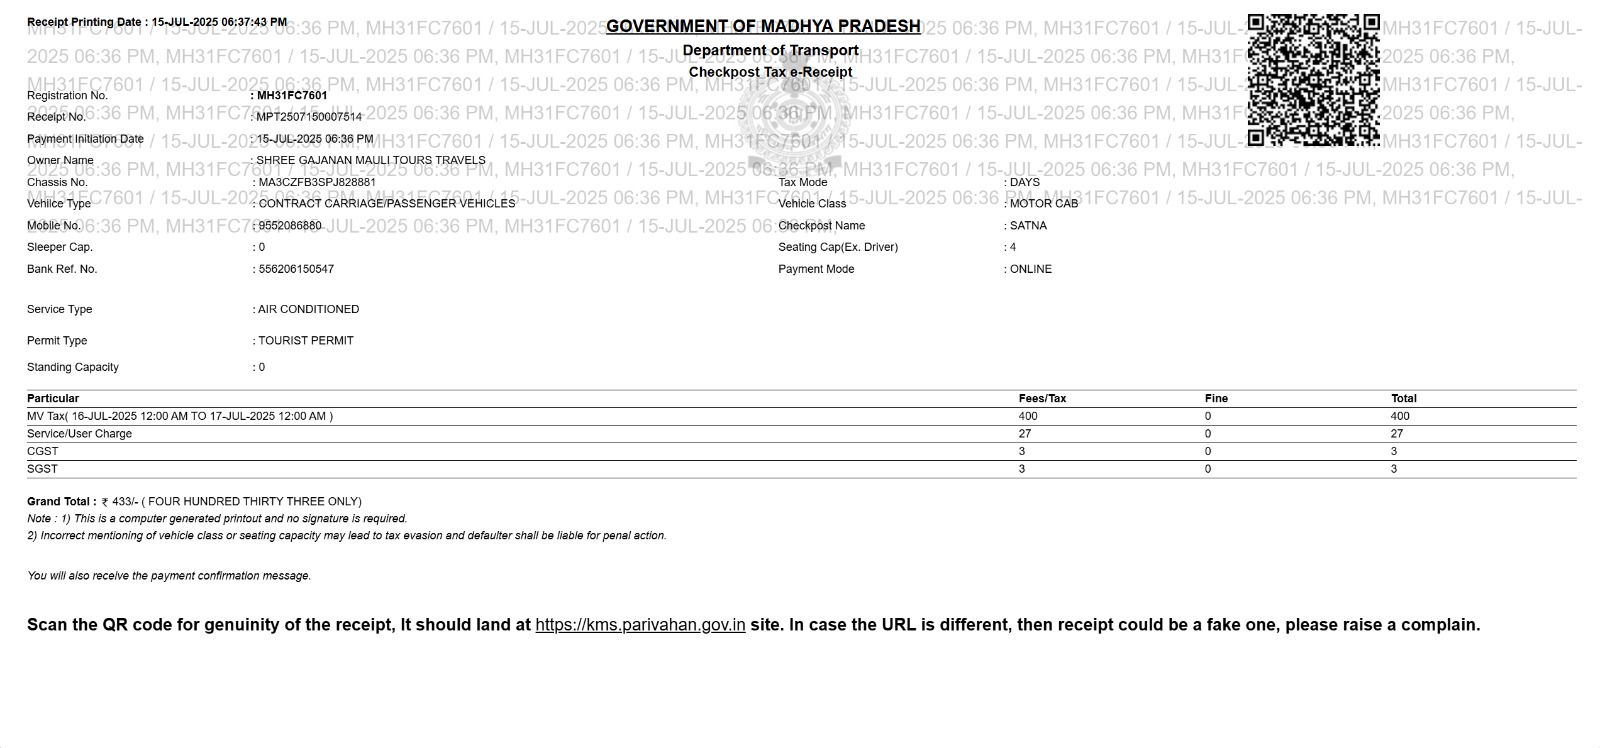 Receipt Printing Date : 15-JUL-2025 06:37:43 PM
GOVERNMENT OF MADHYA PRADESH
Department of Transport
Checkpost Tax e-Receipt
MH31FC7601 / 15-JUL-2025 06:36 PM, MH31FC7601 / 15-JUL-2025 06:36 PM, MH31FC7601 / 15-JUL-2025 06:36 PM, MH31FC7601 / 15-JUL-
Registration No. : MH31FC7601
Receipt No. : MPT2507150007514
Payment Initiation Date : 15-JUL-2025 06:36 PM
Owner Name : SHREE GAJANAN MAULI TOURS TRAVELS
Chassis No. : MA3CZFB3SPJ828881 Tax Mode : DAYS
Vehilce Type : CONTRACT CARRIAGE/PASSENGER VEHICLES Vehicle Class : MOTOR CAB
Mobile No. : 9552086880 Checkpost Name : SATNA
Sleeper Cap. : 0 Seating Cap(Ex. Driver) : 4
Bank Ref. No. : 556206150547 Payment Mode : ONLINE
Service Type : AIR CONDITIONED
Permit Type : TOURIST PERMIT
Standing Capacity : 0
Particular Fees/Tax Fine Total
MV Tax( 16-JUL-2025 12:00 AM TO 17-JUL-2025 12:00 AM ) 400 0 400
Service/User Charge 27 0 27
CGST 3 0 3
SGST 3 0 3
Grand Total : ₹ 433/- ( FOUR HUNDRED THIRTY THREE ONLY)
Note : 1) This is a computer generated printout and no signature is required.
2) Incorrect mentioning of vehicle class or seating capacity may lead to tax evasion and defaulter shall be liable for penal action.
You will also receive the payment confirmation message.
Scan the QR code for genuinity of the receipt, It should land at https://kms.parivahan.gov.in site. In case the URL is different, then receipt could be a fake one, please raise a complain.